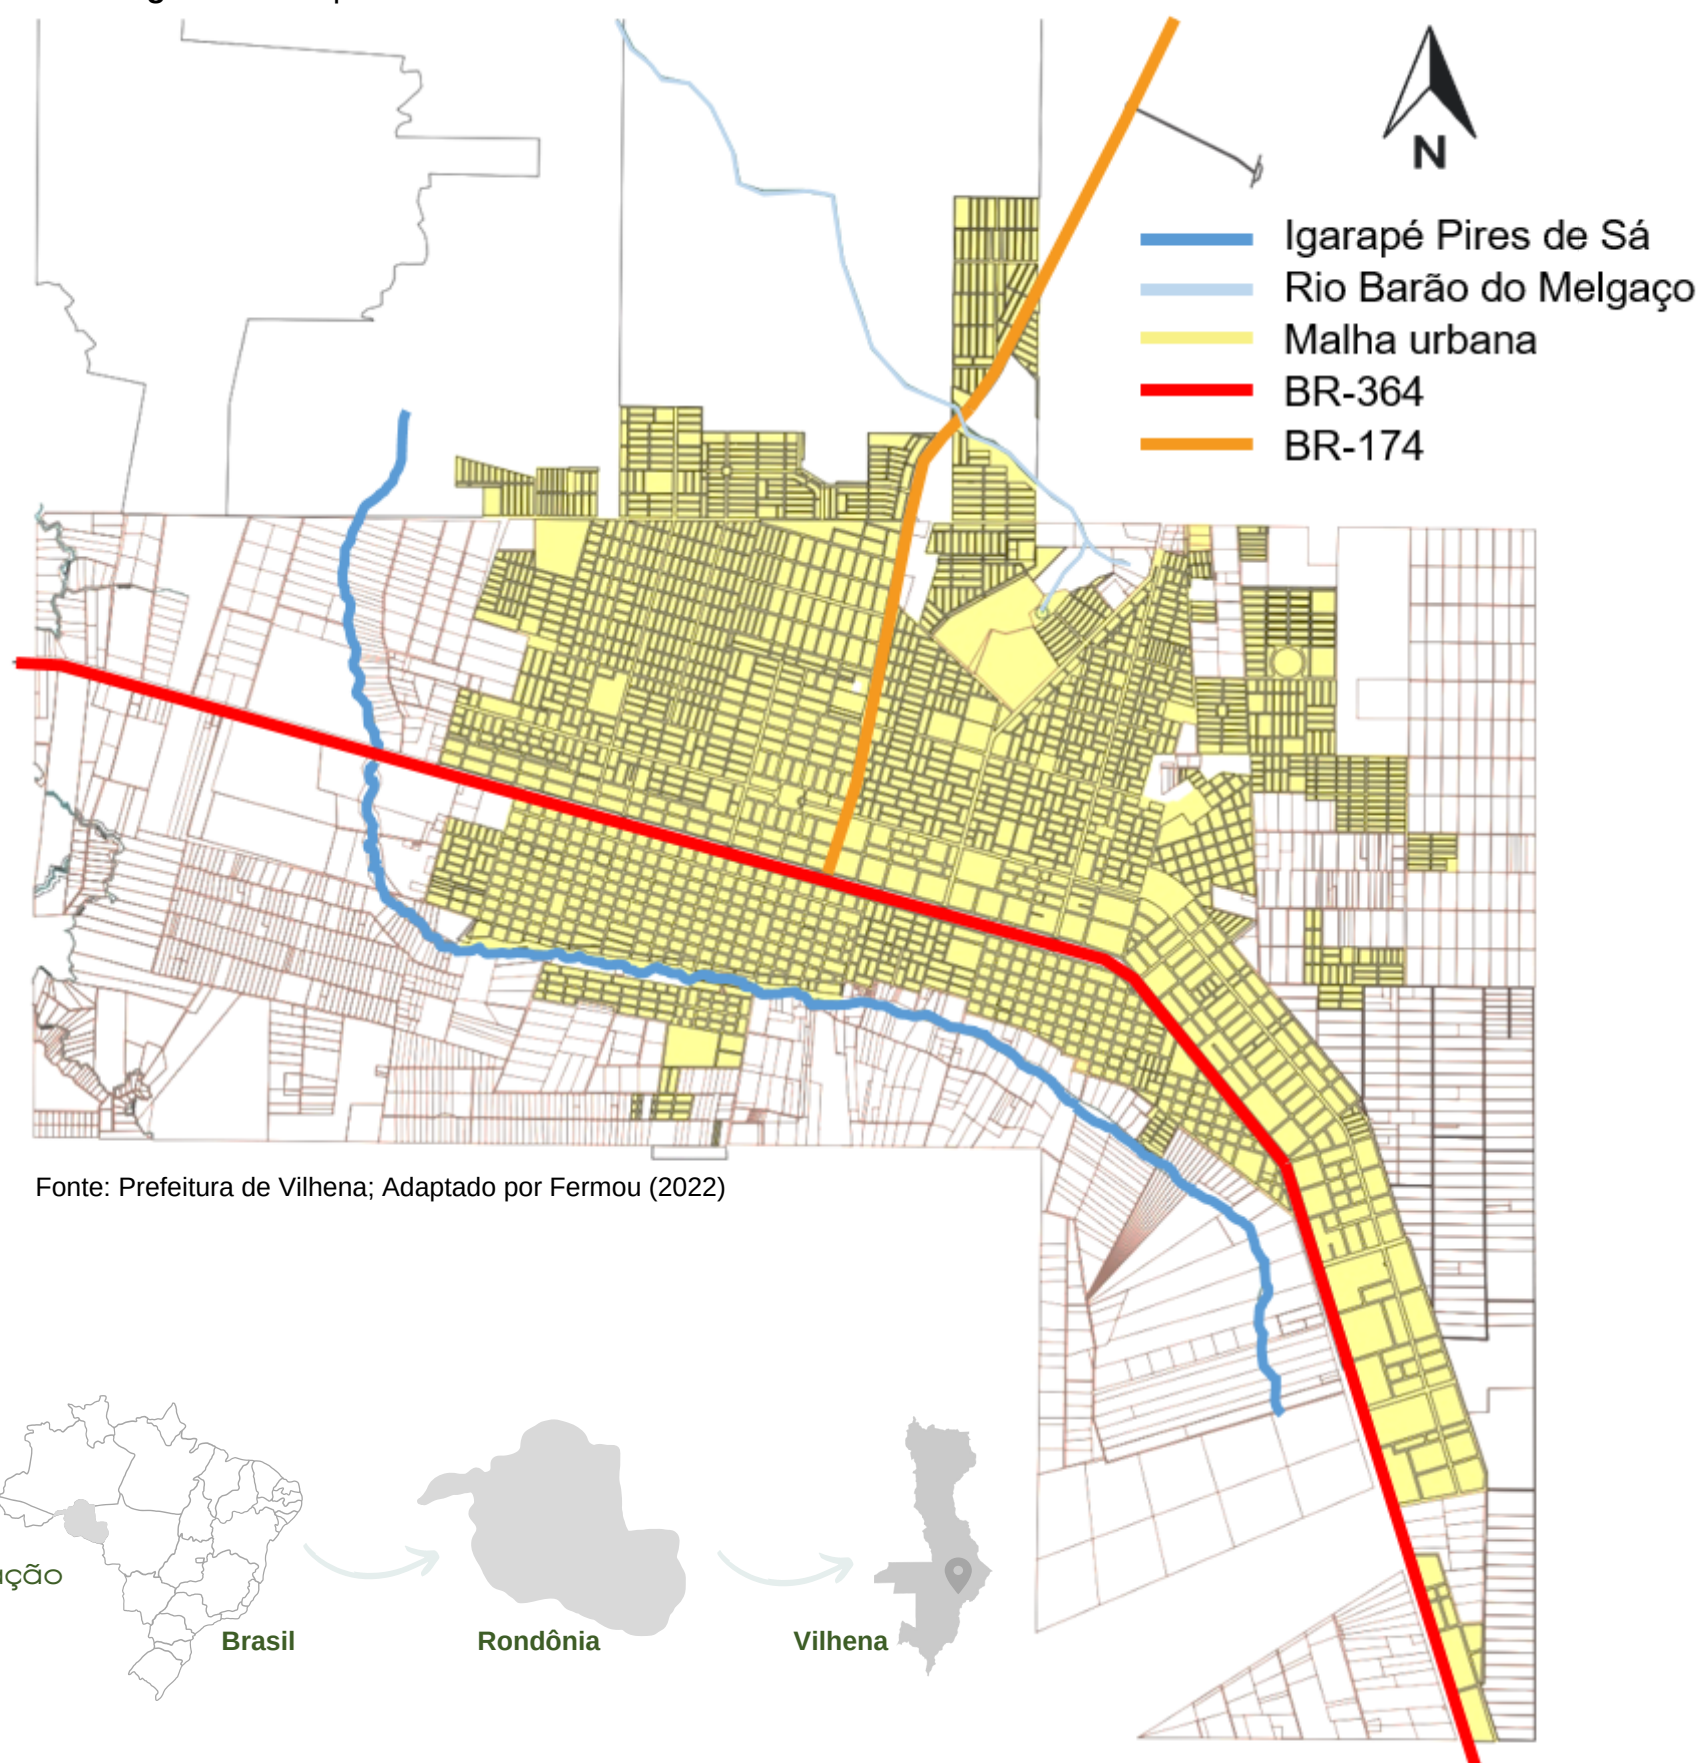 N
Igarapé Pires de Sá
Rio Barão do Melgaço
Malha urbana
BR-364
BR-174
Fonte: Prefeitura de Vilhena; Adaptado por Fermou (2022)
Brasil
Rondônia
Vilhena